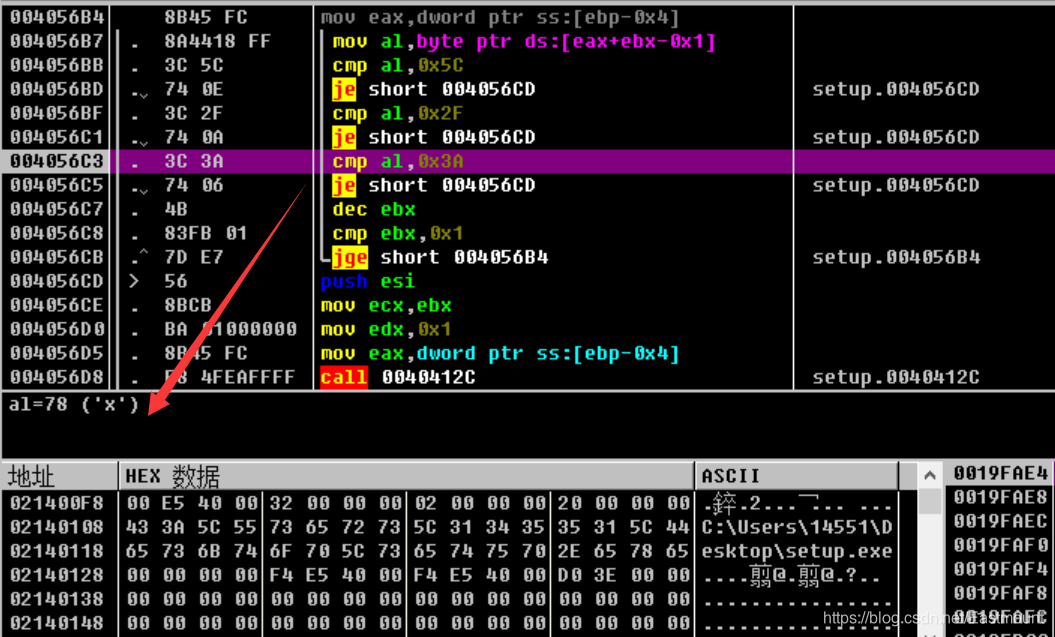 004056B4 8B45 FC mov eax,dword ptr ss:[ebp-0x4]
004056B7 . 8A4418 FF mov al,byte ptr ds:[eax+ebx-0x1]
004056BB . 3C 5C cmp al,0x5C
004056BD . 74 0E je short 004056CD setup.004056CD
004056BF . 3C 2F cmp al,0x2F
004056C1 . 74 0A je short 004056CD setup.004056CD
004056C3 . 3C 3A cmp al,0x3A
004056C5 . 74 06 je short 004056CD setup.004056CD
004056C7 . 4B dec ebx
004056C8 . 83FB 01 cmp ebx,0x1
004056CB .^ 7D E7 jge short 004056B4 setup.004056B4
004056CD > 56 push esi
004056CE . 8BCB mov ecx,ebx
004056D0 . BA 01000000 mov edx,0x1
004056D5 . 8B45 FC mov eax,dword ptr ss:[ebp-0x4]
004056D8 . E8 4FEAFFFF call 0040412C setup.0040412C
al=78 ('x')
地址 HEX 数据 ASCII 0019FAE4
021400F8 00 E5 40 00 32 00 00 00 02 00 00 00 20 00 00 00 .錊.2... ... 0019FAE8
02140108 43 3A 5C 55 73 65 72 73 5C 31 34 35 35 31 5C 44 C:\Users\14551\D 0019FAEC
02140118 65 73 6B 74 6F 70 5C 73 65 74 75 70 2E 65 78 65 esktop\setup.exe 0019FAF0
02140128 00 00 00 00 F4 E5 40 00 F4 E5 40 00 D0 3E 00 00 ....翦@.翦@.?.. 0019FAF4
02140138 00 00 00 00 00 00 00 00 00 00 00 00 00 00 00 00 ................ 0019FAF8
02140148 00 00 00 00 00 00 00 00 00 00 00 00 00 00 00 00 ................ 0019FAFC
https://blog.csdn.net/Eastmount